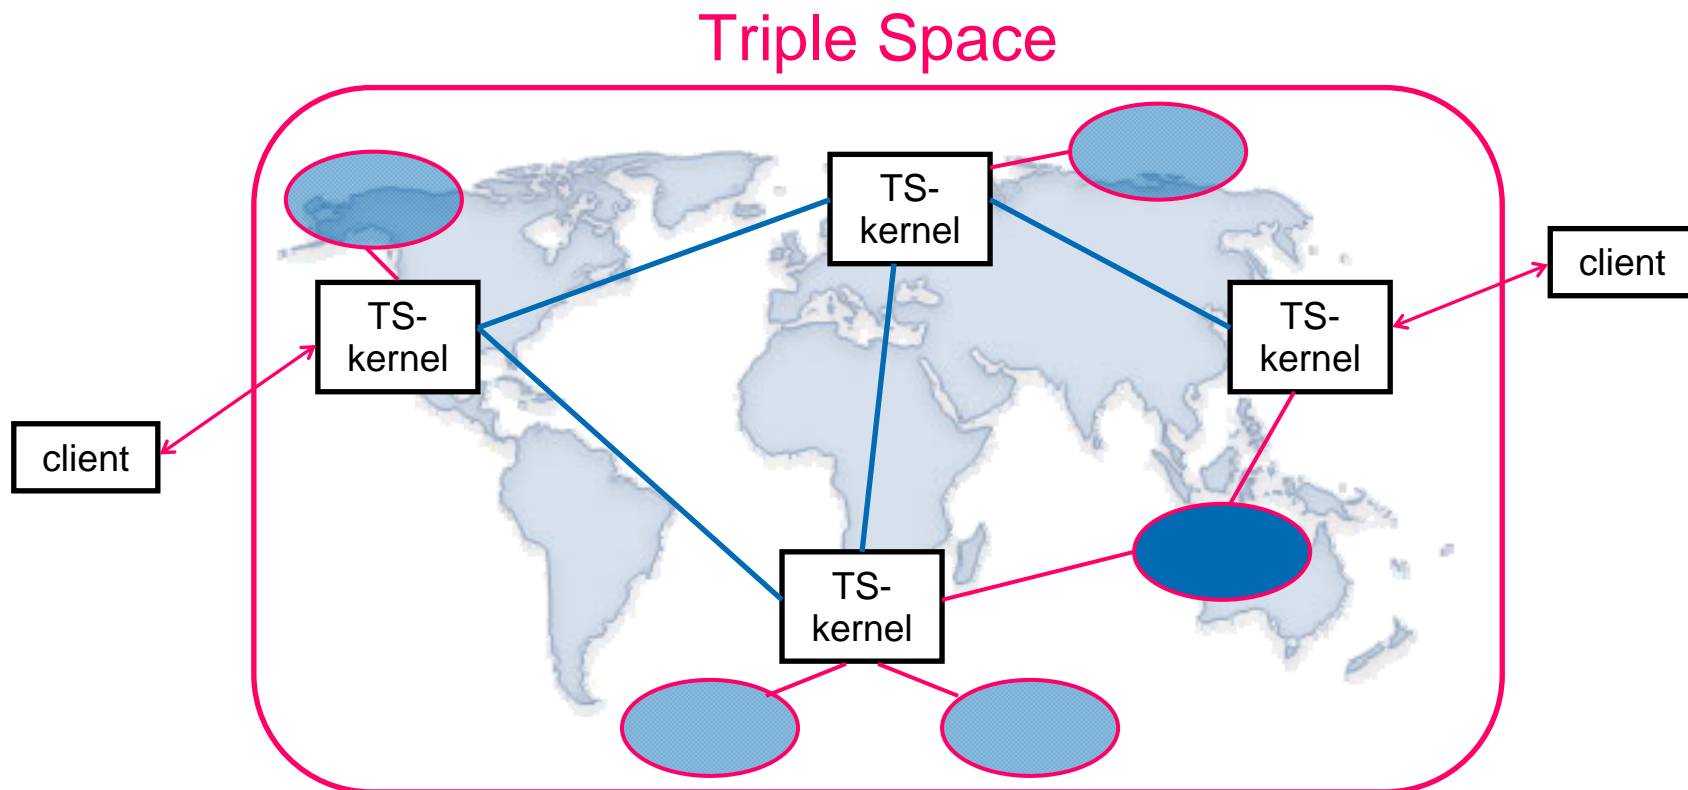 Triple Space
TS-
kernel
client
TS-
kernel
TS-
kernel
client
TS-
kernel